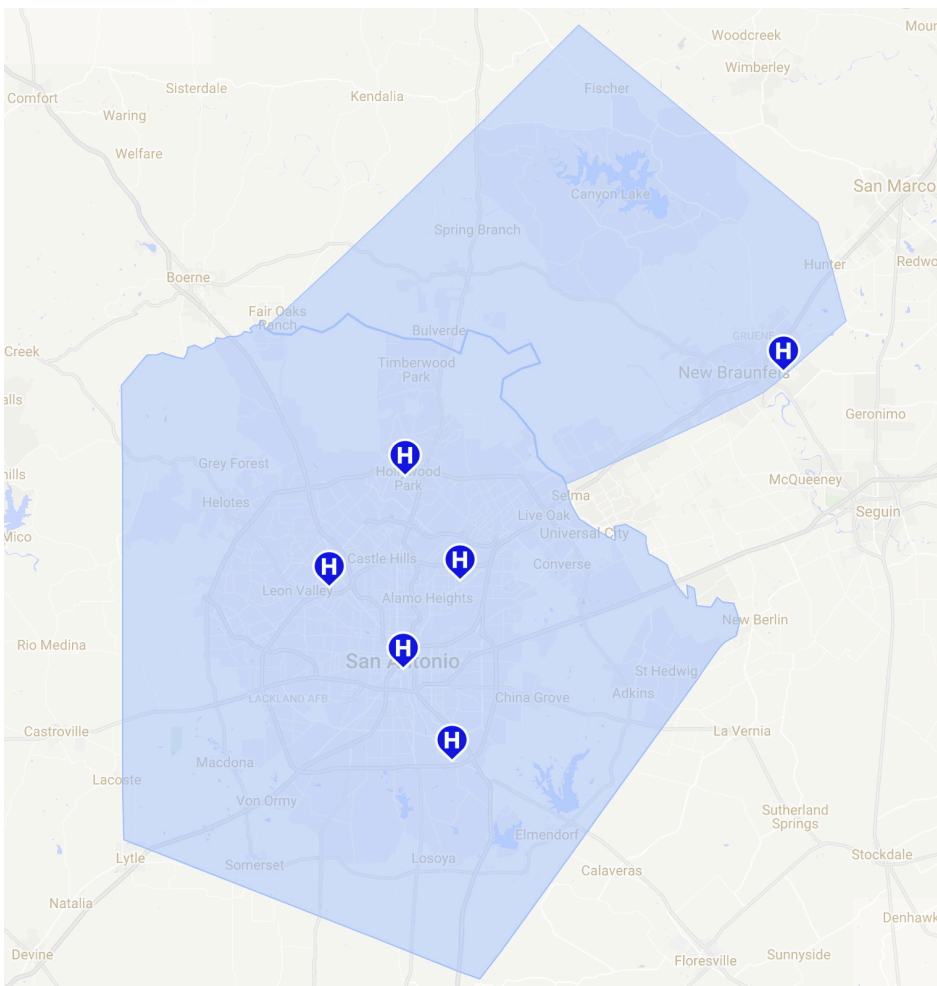 Woodcreek
Wimberley
Sisterdale
Kendalia
Fischer
Comfort
Waring
Welfare
San Marco
Canyon Lake
Spring Branch
Hunter
Redwo
Boerne
Fair Oaks
Ranch
Bulverde
GRUENE
Creek
Timberwood
Park
H
New Braunfels
alls
Geronimo
Grey Forest
H
Hollywood
Park
McQueeney
ills
Helotes
Selma
Seguin
Live Oak
Mico
Universal City
Castle Hills
H
H
Converse
Leon Valley
Alamo Heights
New Berlin
Rio Medina
H
San Antonio
St Hedwig
LACKLAND AFB
China Grove
Adkins
Castroville
La Vernia
H
Macdona
Lacoste
Von Ormy
Sutherland
Springs
Elmendorf
Lytle
Somerset
Losoya
Stockdale
Calaveras
Natalia
Denhawk
Devine
Floresville
Sunnyside